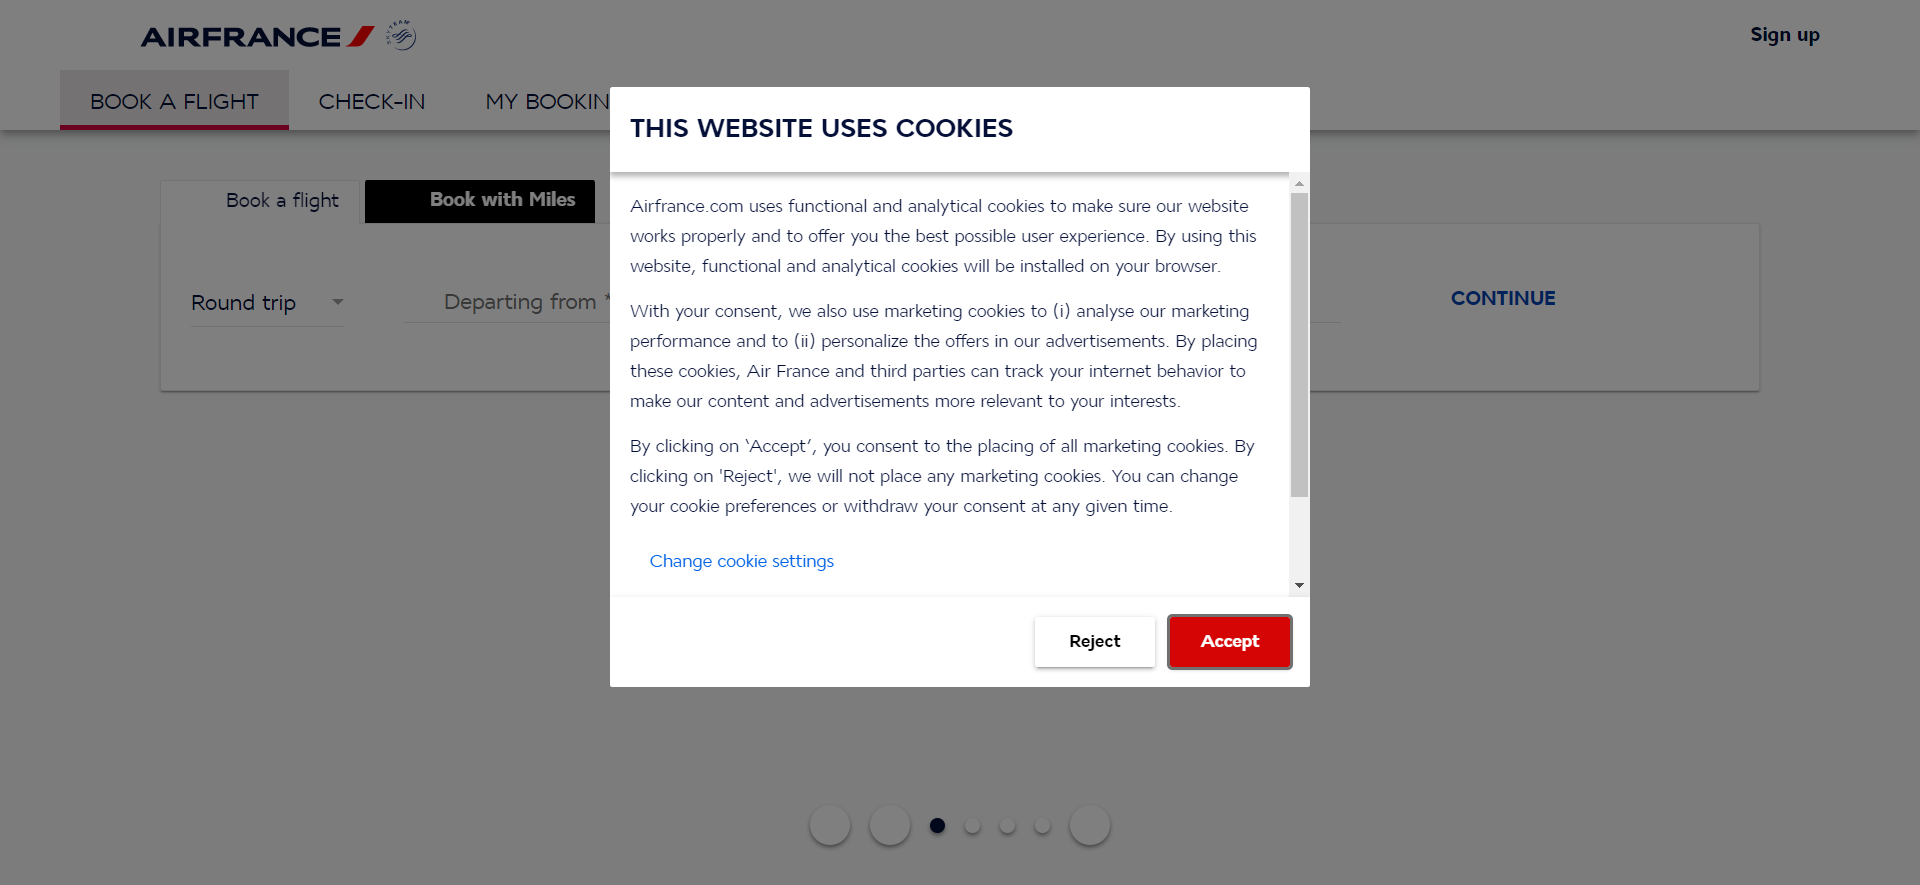 AIRFRANCE
Sign up
BOOK A FLIGHT
CHECK-IN
MY BOOKIN
Book a flight
Book with Miles
Round trip
Departing from *
CONTINUE
THIS WEBSITE USES COOKIES
Airfrance.com uses functional and analytical cookies to make sure our website
works properly and to offer you the best possible user experience. By using this
website, functional and analytical cookies will be installed on your browser.
With your consent, we also use marketing cookies to (i) analyse our marketing
performance and to (ii) personalize the offers in our advertisements. By placing
these cookies, Air France and third parties can track your internet behavior to
make our content and advertisements more relevant to your interests.
By clicking on ‘Accept’, you consent to the placing of all marketing cookies. By
clicking on 'Reject', we will not place any marketing cookies. You can change
your cookie preferences or withdraw your consent at any given time.
Change cookie settings
Reject
Accept